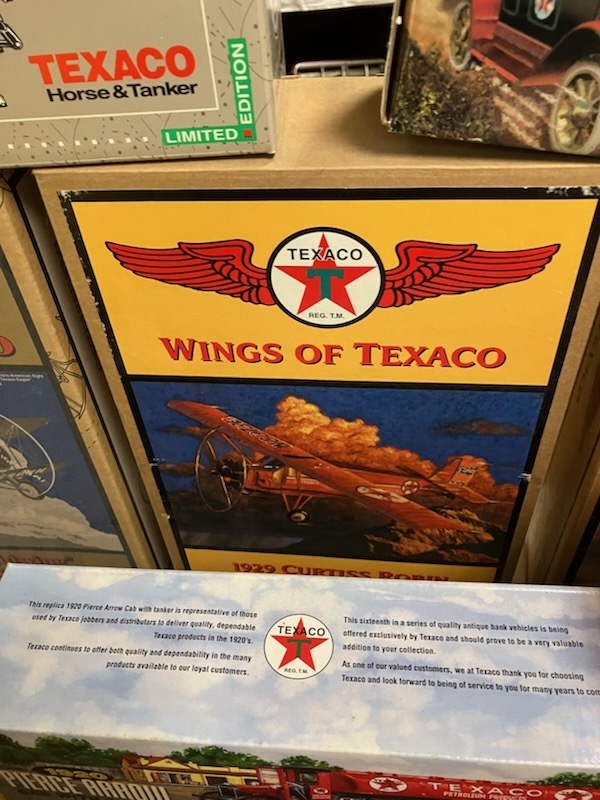 TEXACO
Horse & Tanker
LIMITED EDITION
TEXACO
T
REG. T.M.
WINGS OF TEXACO
1929 CURTISS ROBIN
This replica 1920 Pierce Arrow Cab with tanker is representative of those
used by Texaco jobbers and distributors to deliver quality, dependable
Texaco products in the 1920's.
Texaco continues to offer both quality and dependability in the many
products available to our loyal customers.
TEXACO
T
REG. T.M.
This sixteenth in a series of quality antique bank vehicles is being
offered exclusively by Texaco and should prove to be a very valuable
addition to your collection.
As one of our valued customers, we at Texaco thank you for choosing
Texaco and look forward to being of service to you for many years to com
1920
PIERCE ARROW
TEXACO
PETROLEUM PRODUCTS